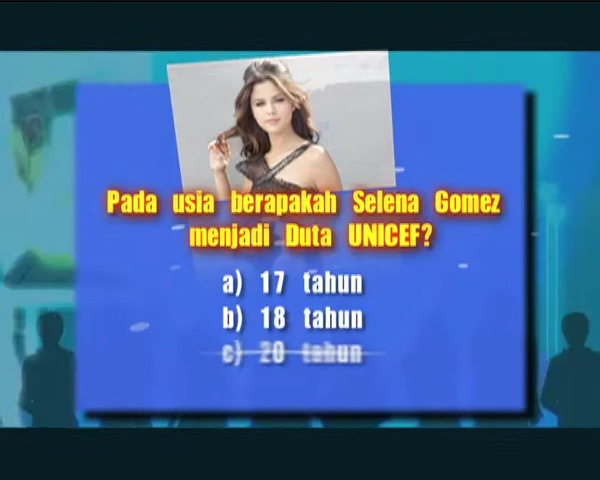 Pada usia berapakah Selena Gomez
menjadi Duta UNICEF?
a) 17 tahun
b) 18 tahun
c) 20 tahun